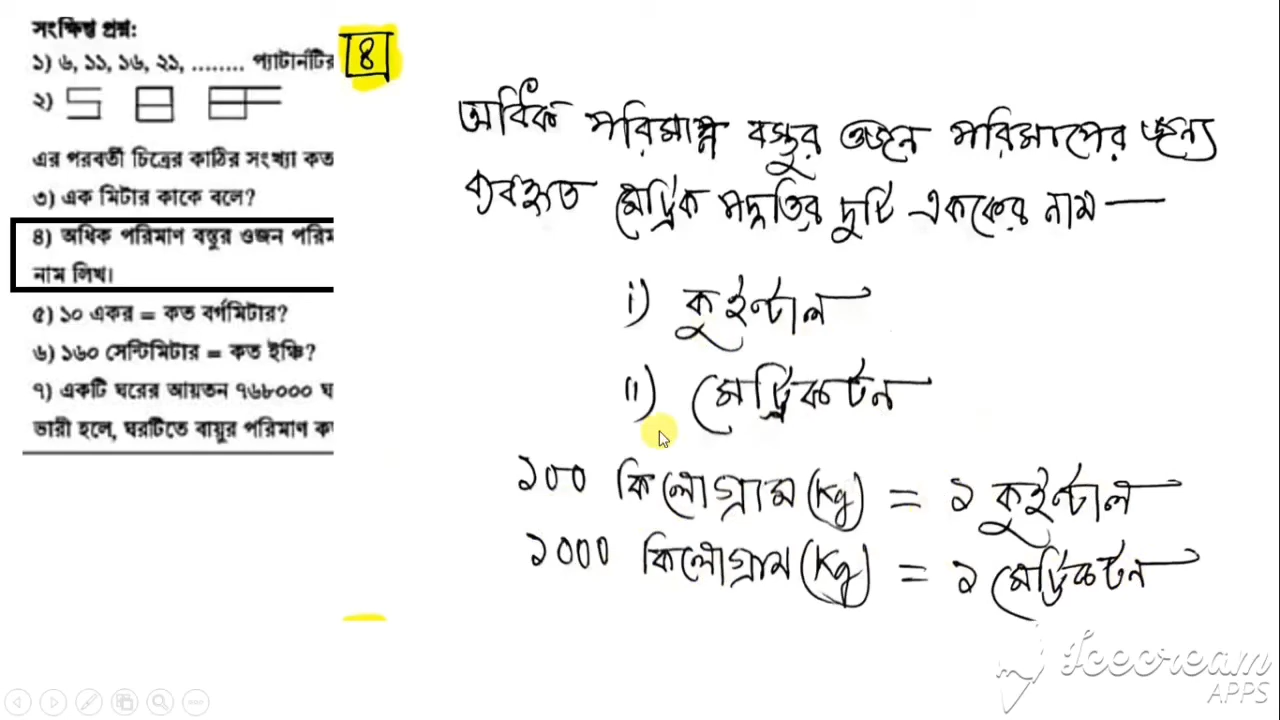 সংক্ষিপ্ত প্রশ্ন:
১) ৬, ১১, ১৬, ২১, ........ প্যাটার্নটির
২)
এর পরবর্তী চিত্রের কাঠির সংখ্যা কত
৩) এক মিটার কাকে বলে?
৪) অধিক পরিমাণ বস্তুর ওজন পরিম
নাম লিখ।
৫) ১০ একর = কত বর্গমিটার?
৬) ১৬০ সেন্টিমিটার = কত ইঞ্চি?
৭) একটি ঘরের আয়তন ৭৬৮০০০ ঘ
ভারী হলে, ঘরটিতে বায়ুর পরিমাণ ক
৪
অধিক পরিমাণ বস্তুর ওজন পরিমাপের জন্য
ব্যবহৃত মেট্রিক পদ্ধতির দুটি এককের নাম —
i) কুইন্টাল
ii) মেট্রিকটন
১০০ কিলোগ্রাম (Kg) = ১ কুইন্টাল
১০০০ কিলোগ্রাম (Kg) = ১ মেট্রিকটন
Icecream
APPS